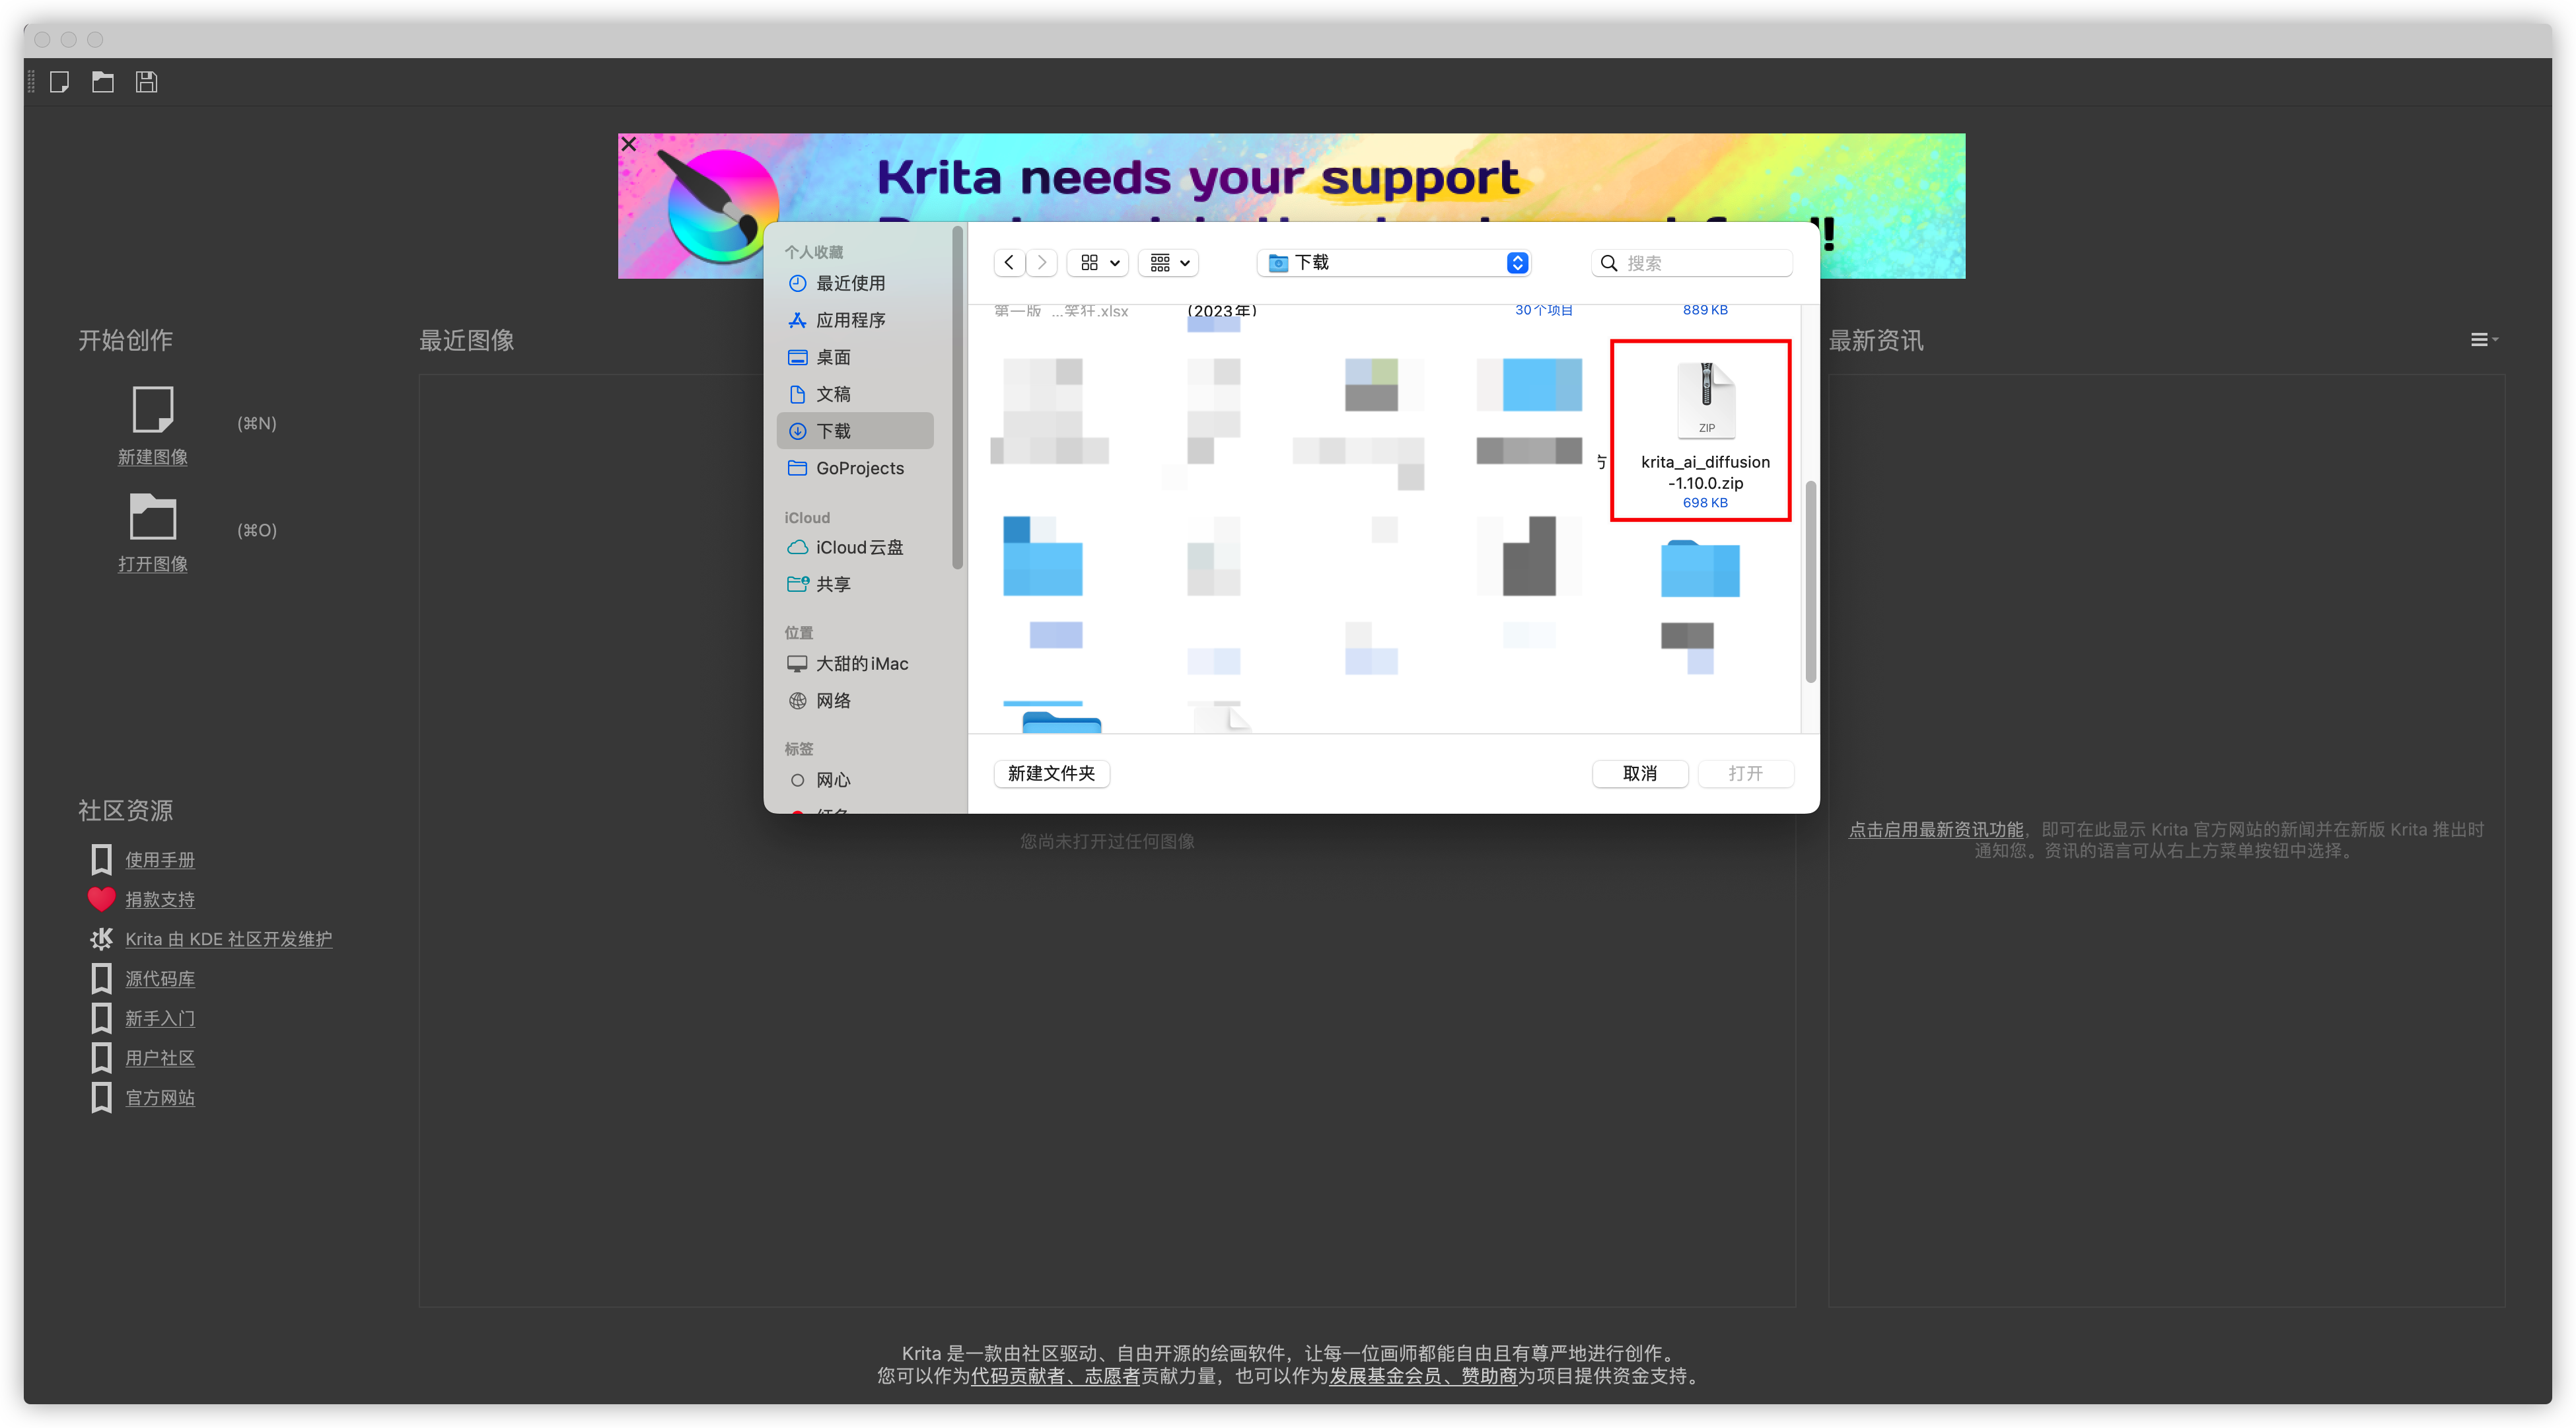 Krita needs your support
开始创作
(⌘N)
新建图像
(⌘O)
打开图像
社区资源
使用手册
捐款支持
Krita 由 KDE 社区开发维护
源代码库
新手入门
用户社区
官方网站
最近图像
您尚未打开过任何图像
个人收藏
最近使用
应用程序
桌面
文稿
下载
GoProjects
iCloud
iCloud云盘
共享
位置
大甜的iMac
网络
标签
网心
红色
下载
搜索
第一版 ...笑狂.xlsx
(2023年)
30个项目
889 KB
ZIP
krita_ai_diffusion
-1.10.0.zip
698 KB
新建文件夹
取消
打开
最新资讯
点击启用最新资讯功能，即可在此显示 Krita 官方网站的新闻并在新版 Krita 推出时
通知您。资讯的语言可从右上方菜单按钮中选择。
Krita 是一款由社区驱动、自由开源的绘画软件，让每一位画师都能自由且有尊严地进行创作。
您可以作为代码贡献者、志愿者贡献力量，也可以作为发展基金会员、赞助商为项目提供资金支持。